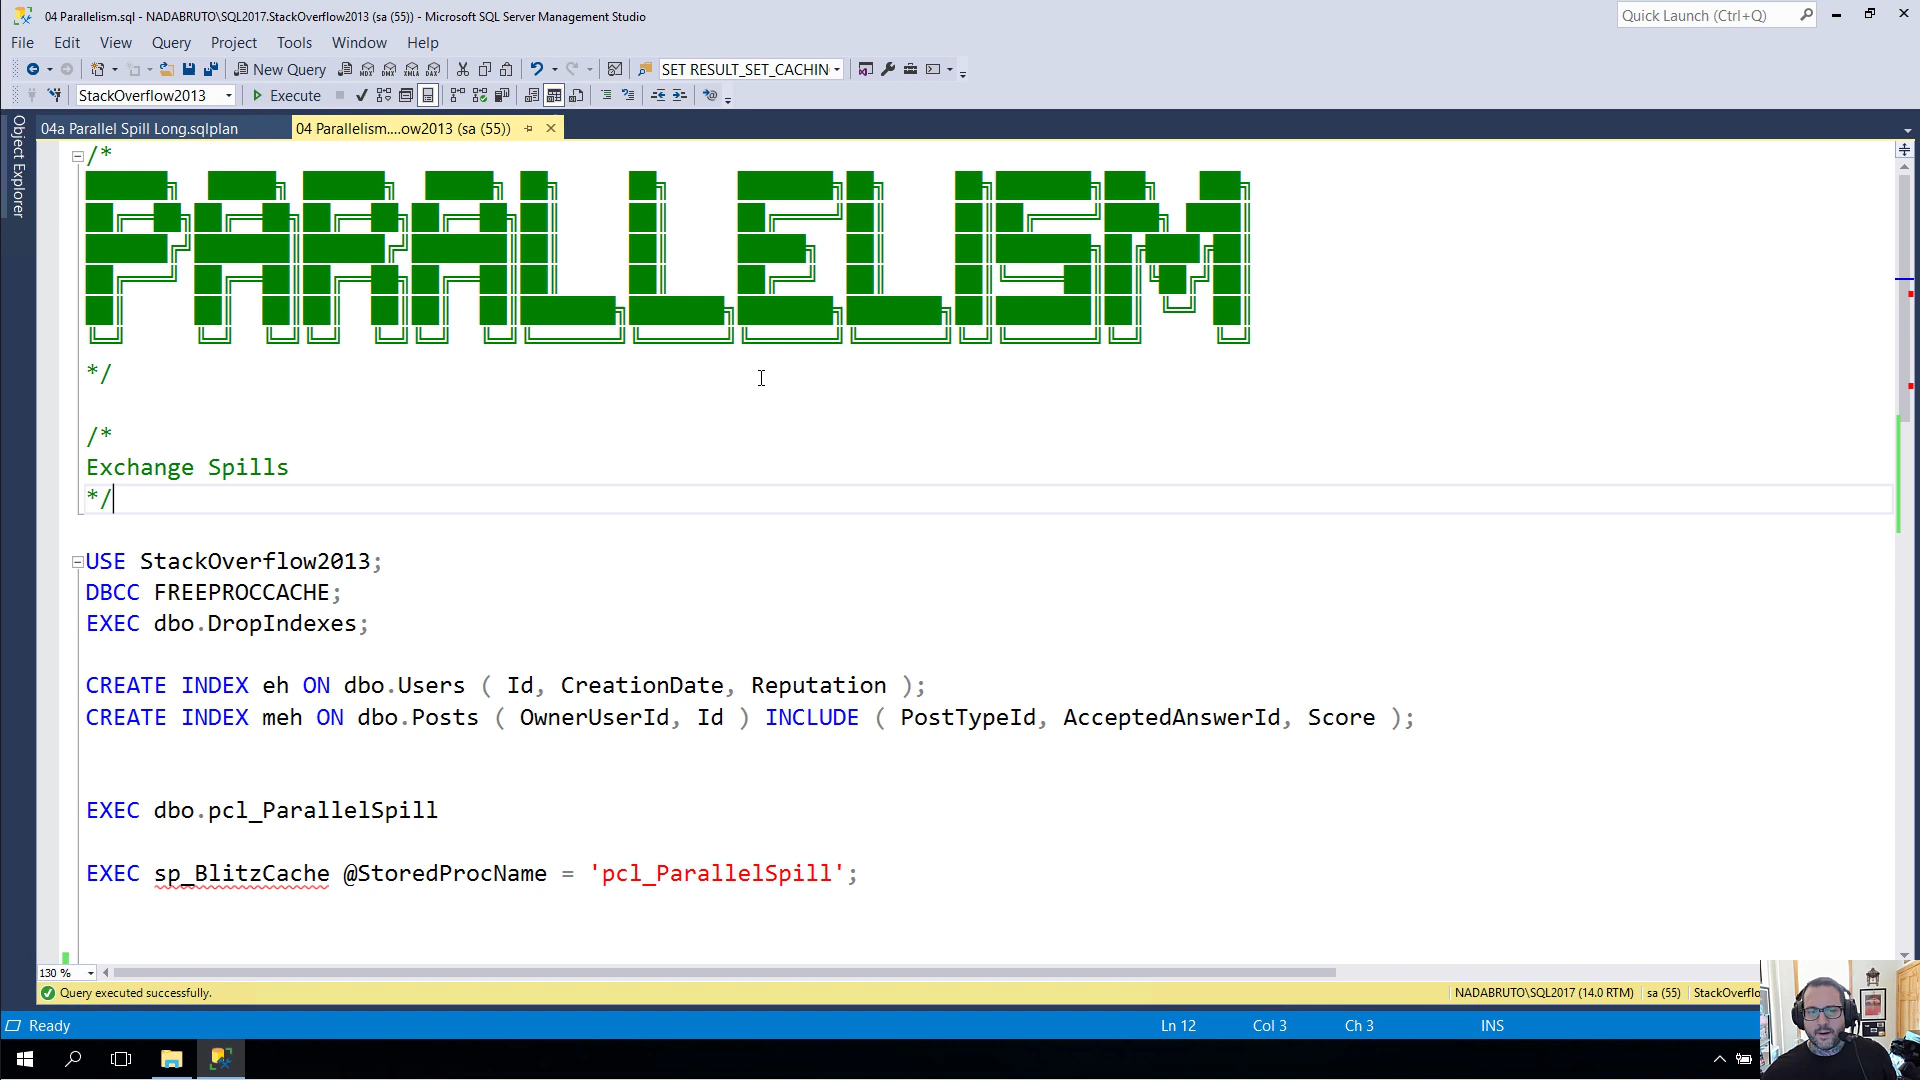 04 Parallelism.sql - NADABRUTO\SQL2017.StackOverflow2013 (sa (55)) - Microsoft SQL Server Management Studio
Quick Launch (Ctrl+Q)
File Edit View Query Project Tools Window Help
New Query
SET RESULT_SET_CACHIN
StackOverflow2013
Execute
Object Explorer
04a Parallel Spill Long.sqlplan
04 Parallelism....ow2013 (sa (55))
/*
PARALLELISM
*/
/*
Exchange Spills
*/
USE StackOverflow2013;
DBCC FREEPROCCACHE;
EXEC dbo.DropIndexes;
CREATE INDEX eh ON dbo.Users ( Id, CreationDate, Reputation );
CREATE INDEX meh ON dbo.Posts ( OwnerUserId, Id ) INCLUDE ( PostTypeId, AcceptedAnswerId, Score );
EXEC dbo.pcl_ParallelSpill
EXEC sp_BlitzCache @StoredProcName = 'pcl_ParallelSpill';
130 %
Query executed successfully.
NADABRUTO\SQL2017 (14.0 RTM) sa (55) StackOverflo
Ready
Ln 12 Col 3 Ch 3 INS